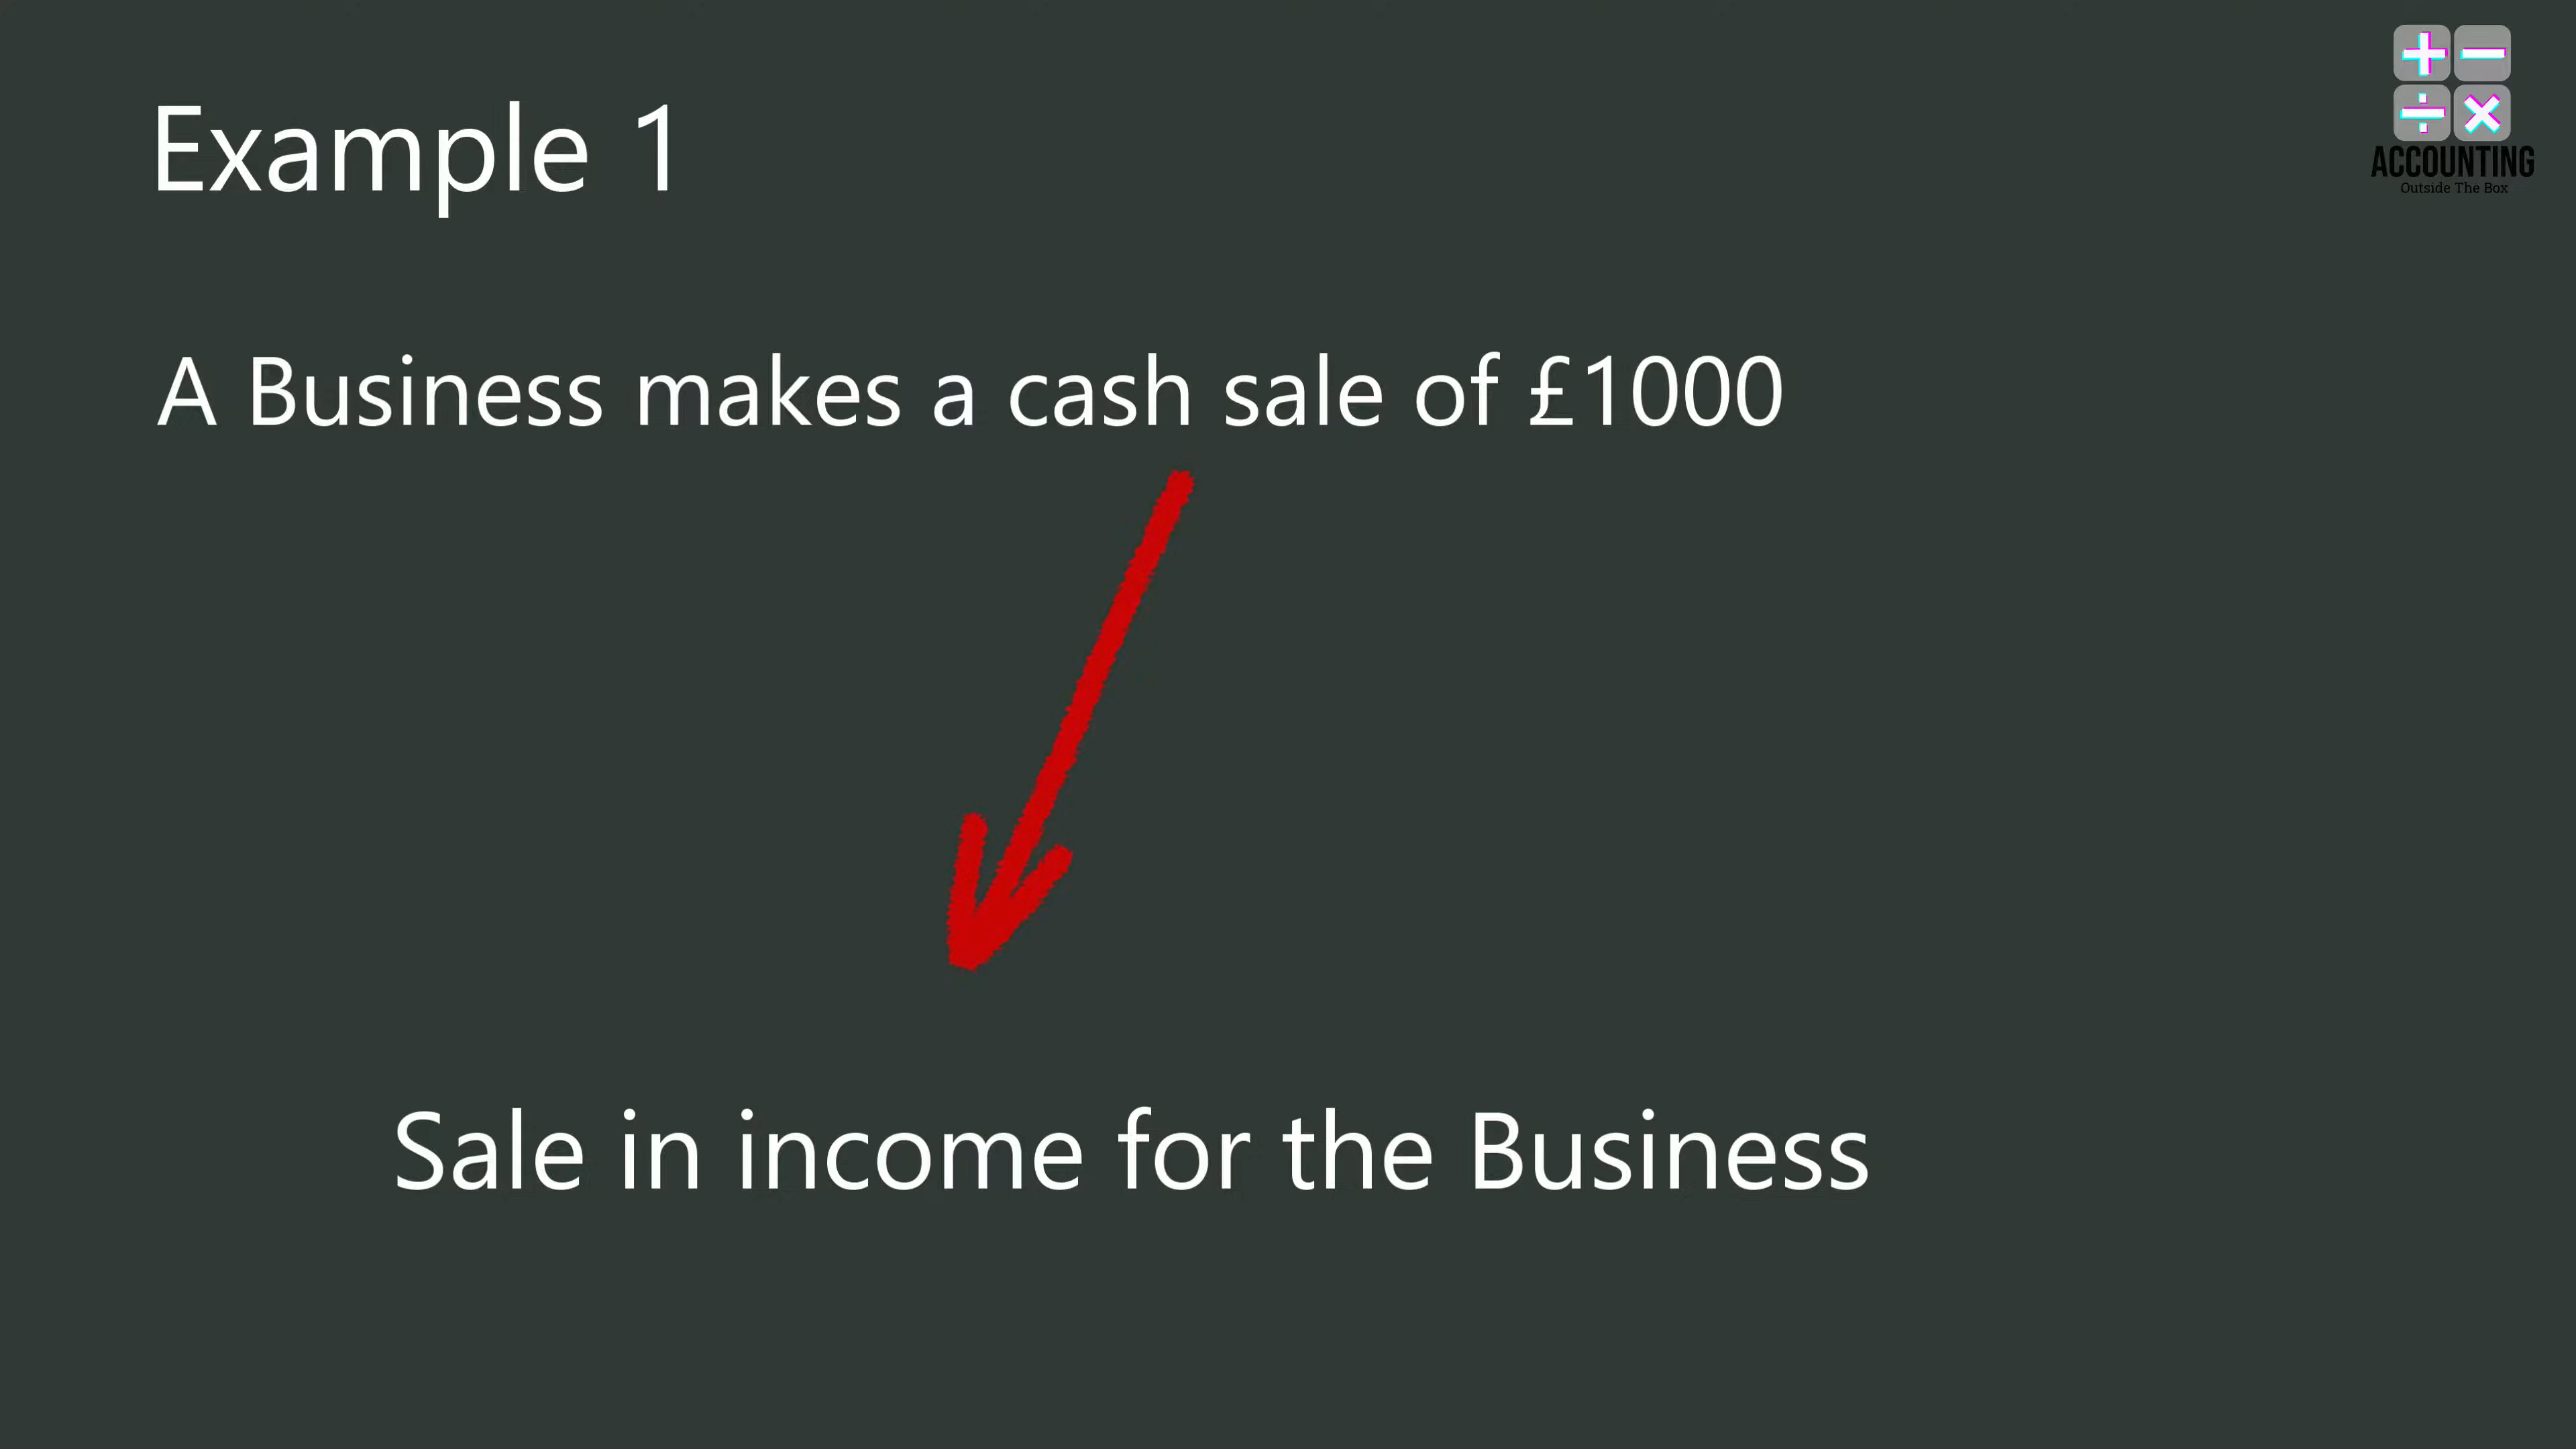 Example 1
ACCOUNTING
Outside The Box
A Business makes a cash sale of £1000
Sale in income for the Business